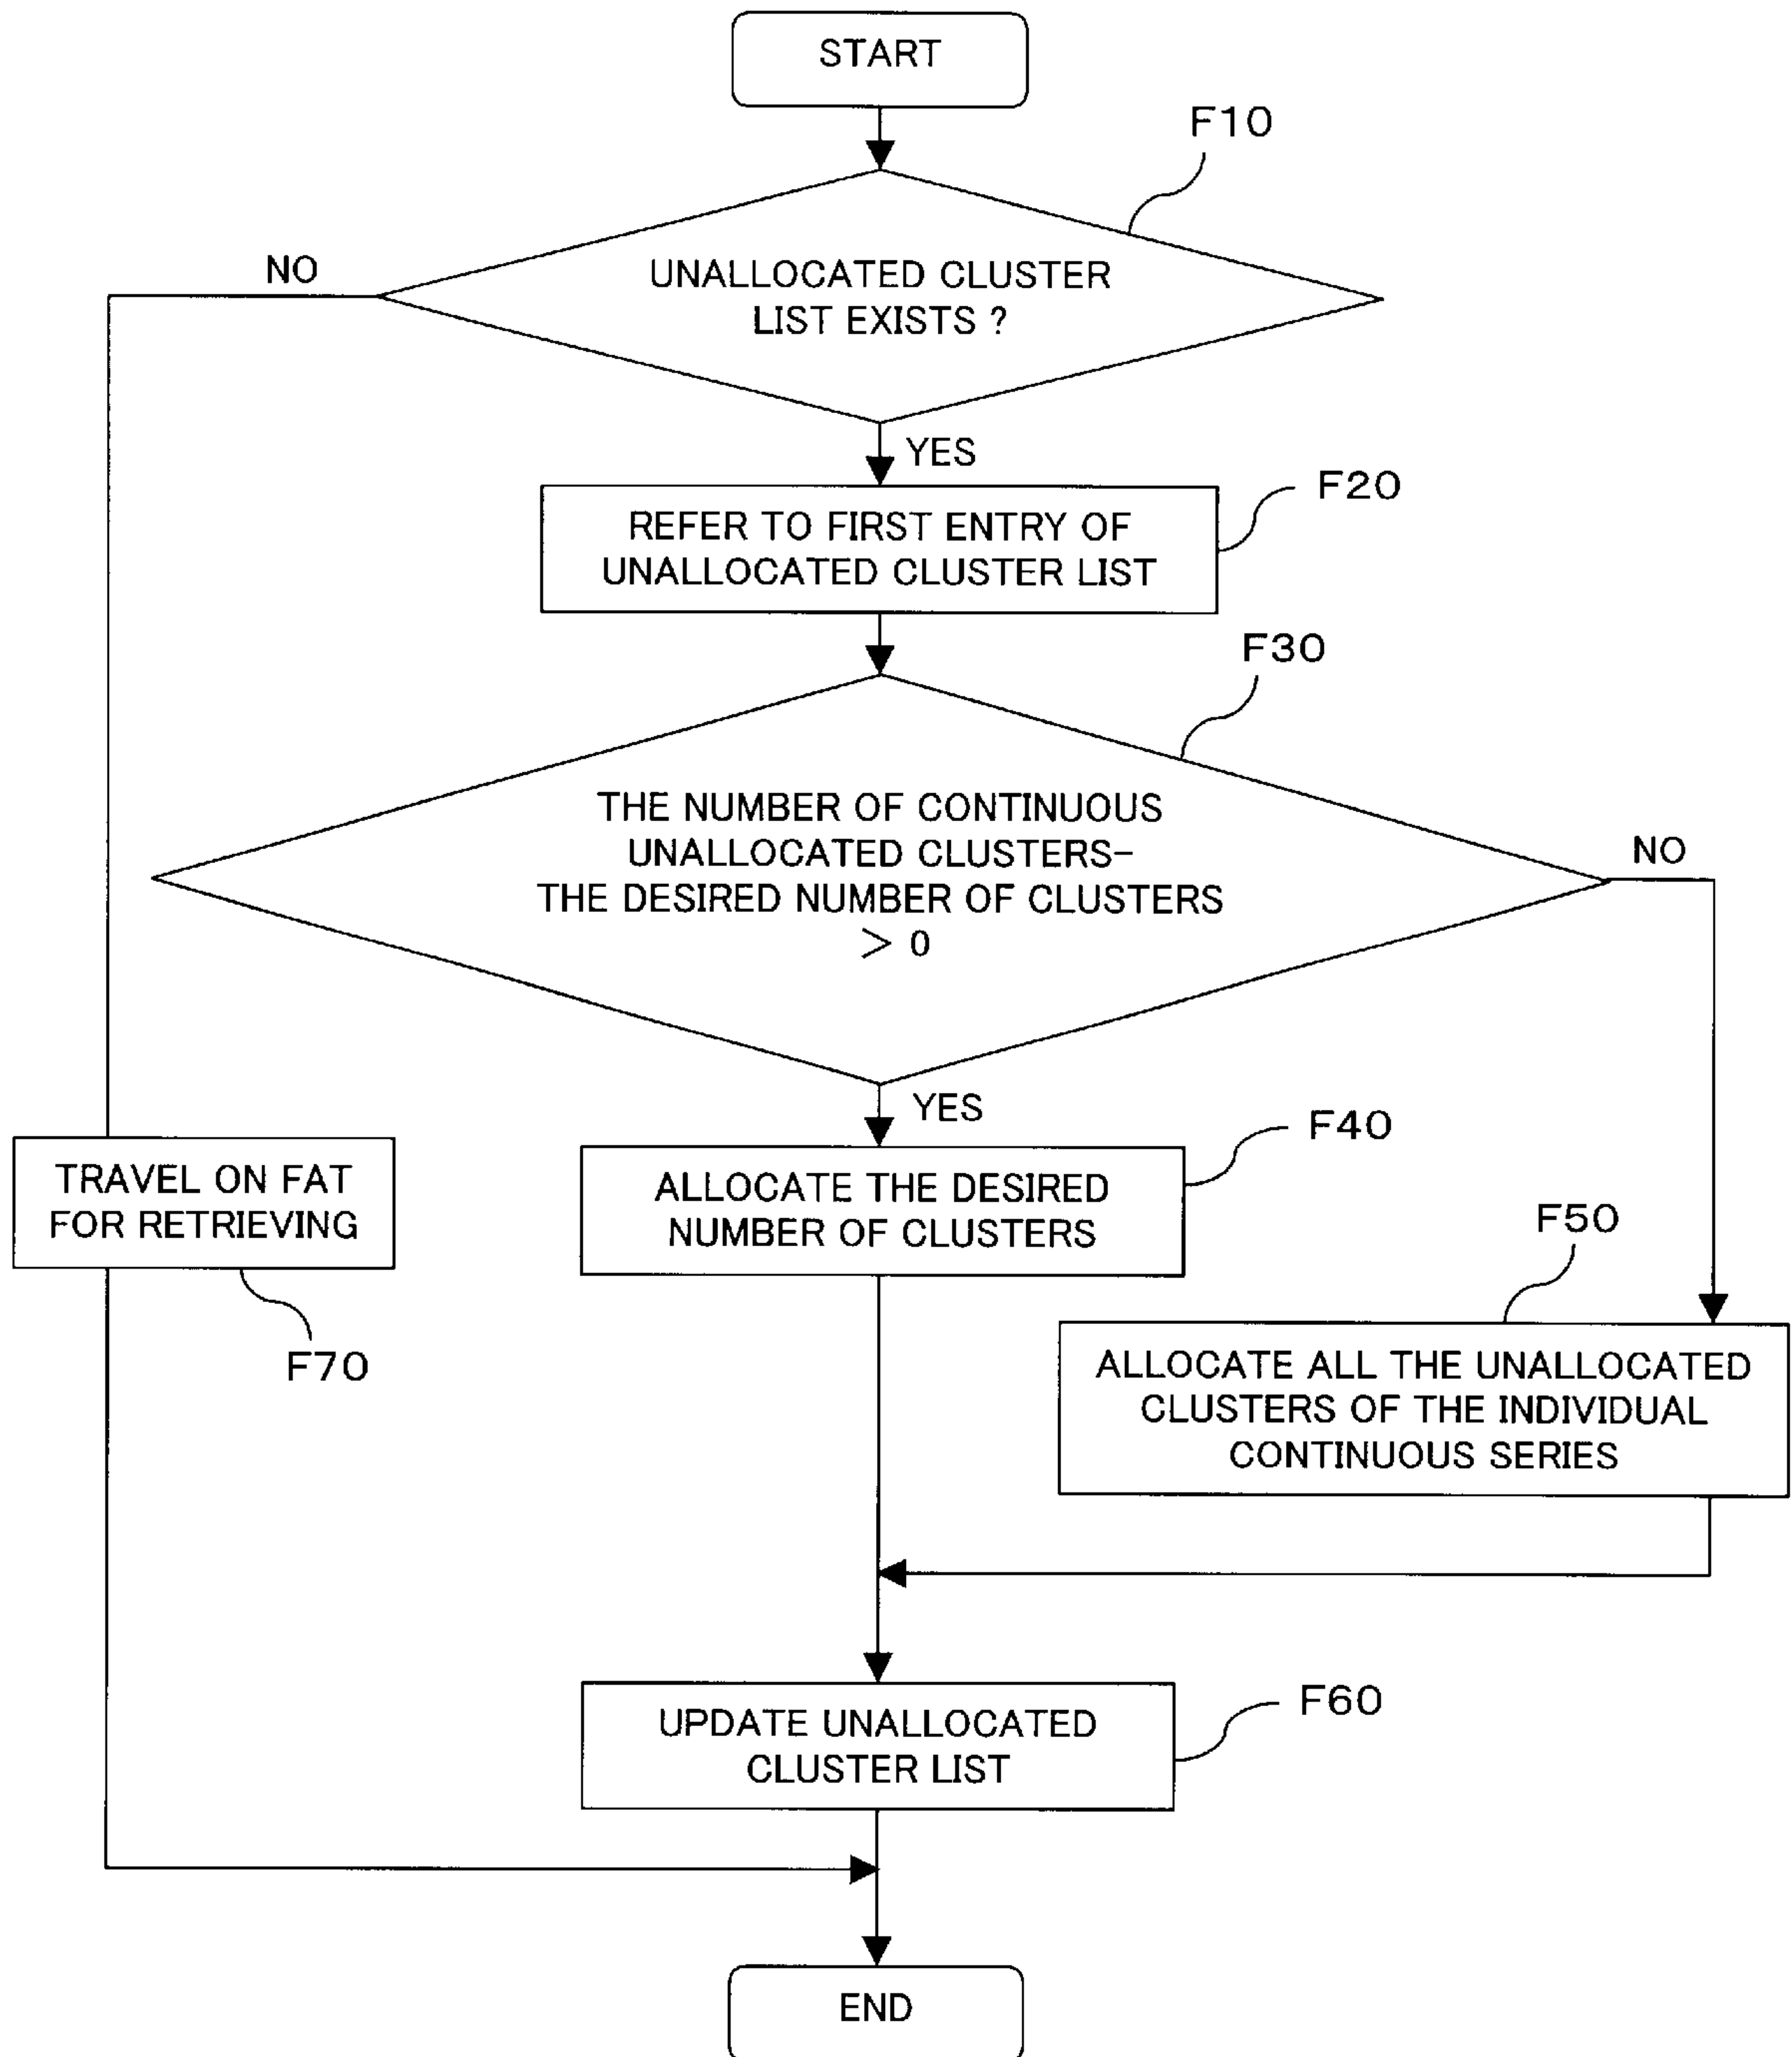 START
F10
NO
UNALLOCATED CLUSTER
LIST EXISTS ?
YES
F20
REFER TO FIRST ENTRY OF
UNALLOCATED CLUSTER LIST
F30
THE NUMBER OF CONTINUOUS
UNALLOCATED CLUSTERS-
THE DESIRED NUMBER OF CLUSTERS
> 0
NO
YES
F40
TRAVEL ON FAT
FOR RETRIEVING
ALLOCATE THE DESIRED
NUMBER OF CLUSTERS
F50
F70
ALLOCATE ALL THE UNALLOCATED
CLUSTERS OF THE INDIVIDUAL
CONTINUOUS SERIES
F60
UPDATE UNALLOCATED
CLUSTER LIST
END